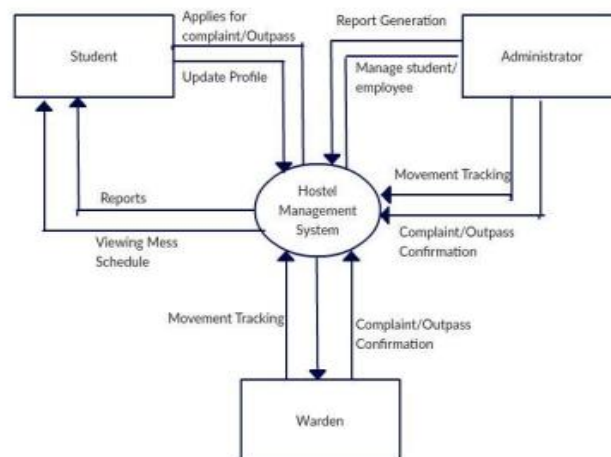 Applies for
complaint/Outpass
Student
Update Profile
Report Generation
Administrator
Manage student/
employee
Hostel
Management
System
Movement Tracking
Reports
Complaint/Outpass
Confirmation
Viewing Mess
Schedule
Movement Tracking
Complaint/Outpass
Confirmation
Warden